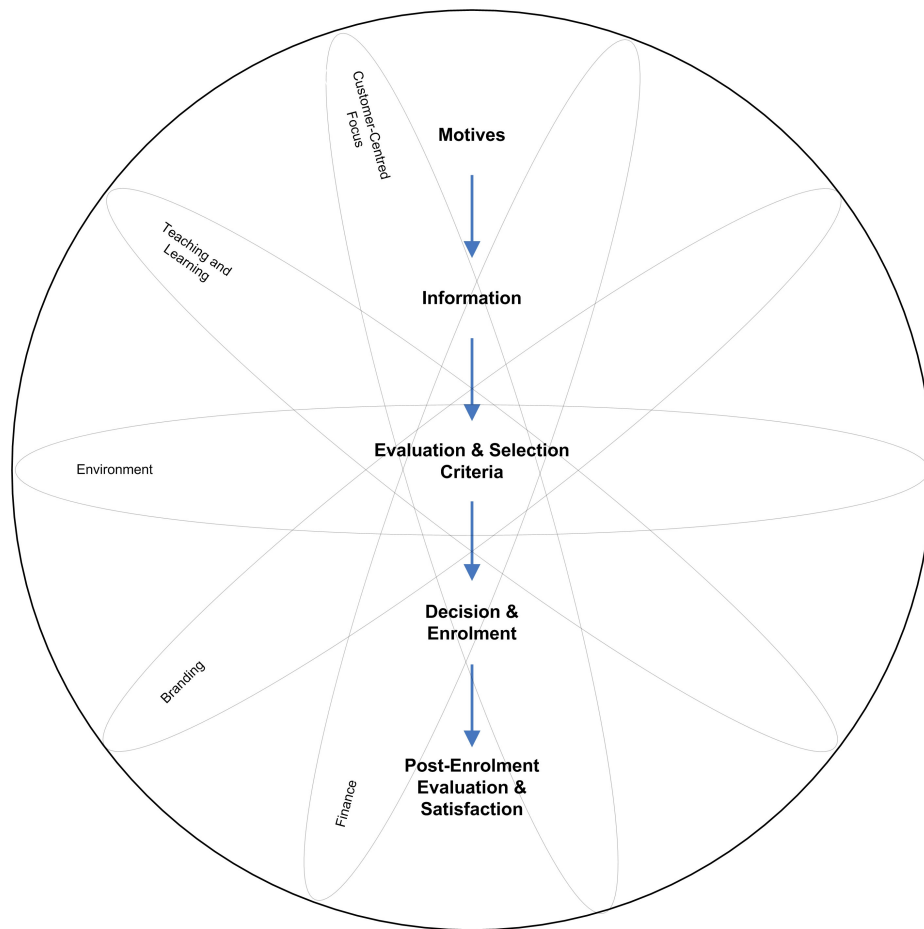 Customer-Centred
Focus
Motives
Teaching and
Learning
Information
Evaluation & Selection
Criteria
Environment
Decision &
Enrolment
Branding
Post-Enrolment
Evaluation &
Satisfaction
Finance